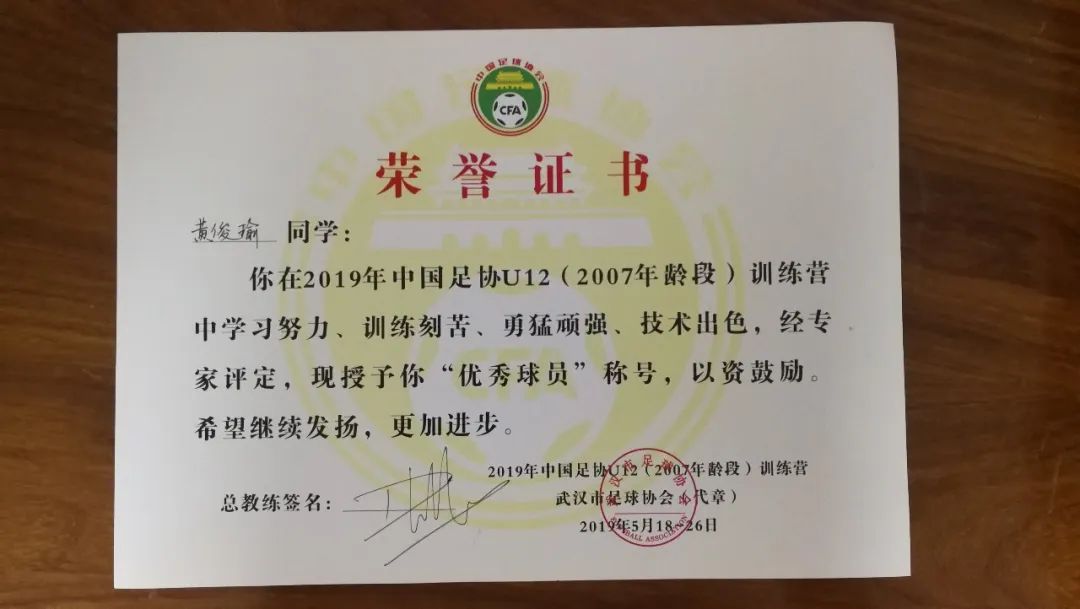 中国足球协会
CFA
荣誉证书
黄俊瑜 同学：
你在2019年中国足协U12（2007年龄段）训练营
中学习努力、训练刻苦、勇猛顽强、技术出色，经专
家评定，现授予你“优秀球员”称号，以资鼓励。
希望继续发扬，更加进步。
2019年中国足协U12（2007年龄段）训练营
总教练签名：
武汉市足球协会（代章）
2019年5月18-26日